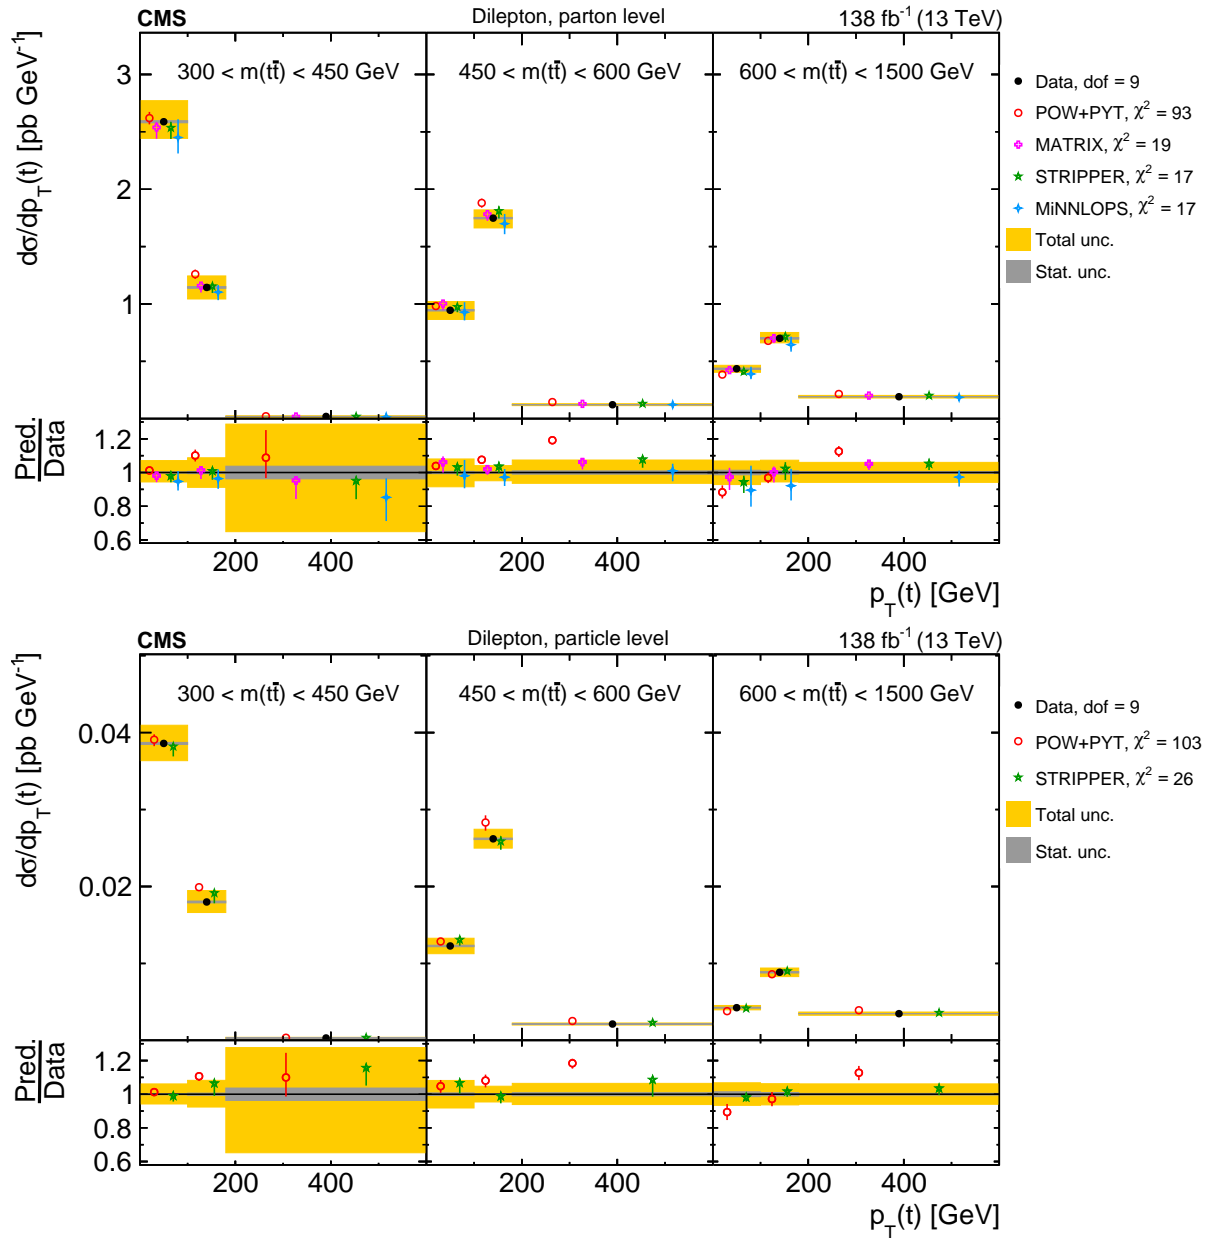 CMS Dilepton, parton level 138 fb⁻¹ (13 TeV)
dσ/dp_T(t) [pb GeV⁻¹]
3
2
1
300 < m(tt̄) < 450 GeV
450 < m(tt̄) < 600 GeV
600 < m(tt̄) < 1500 GeV
Data, dof = 9
POW+PYT, χ² = 93
MATRIX, χ² = 19
STRIPPER, χ² = 17
MiNNLOPS, χ² = 17
Total unc.
Stat. unc.
Pred.
Data
1.2
1
0.8
0.6
200 400 200 400 200 400
p_T(t) [GeV]
CMS Dilepton, particle level 138 fb⁻¹ (13 TeV)
dσ/dp_T(t) [pb GeV⁻¹]
0.04
0.02
300 < m(tt̄) < 450 GeV
450 < m(tt̄) < 600 GeV
600 < m(tt̄) < 1500 GeV
Data, dof = 9
POW+PYT, χ² = 103
STRIPPER, χ² = 26
Total unc.
Stat. unc.
Pred.
Data
1.2
1
0.8
0.6
200 400 200 400 200 400
p_T(t) [GeV]